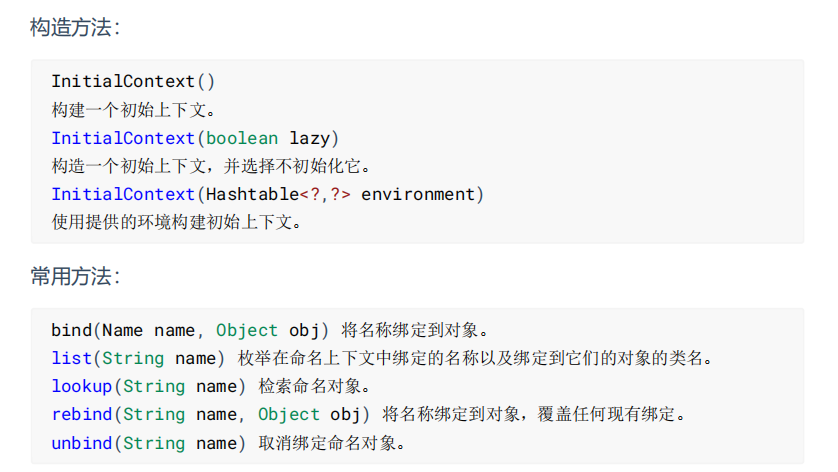 构造方法：
InitialContext()
构建一个初始上下文。
InitialContext(boolean lazy)
构造一个初始上下文，并选择不初始化它。
InitialContext(Hashtable<?,?> environment)
使用提供的环境构建初始上下文。
常用方法：
bind(Name name, Object obj) 将名称绑定到对象。
list(String name) 枚举在命名上下文中绑定的名称以及绑定到它们的对象的类名。
lookup(String name) 检索命名对象。
rebind(String name, Object obj) 将名称绑定到对象，覆盖任何现有绑定。
unbind(String name) 取消绑定命名对象。